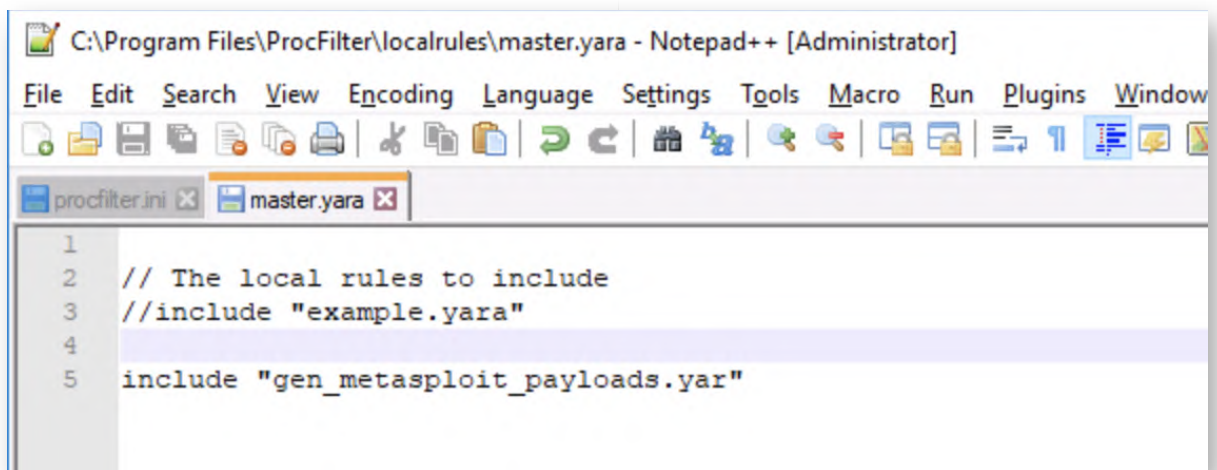 C:\Program Files\ProcFilter\localrules\master.yara - Notepad++ [Administrator]
File Edit Search View Encoding Language Settings Tools Macro Run Plugins Window
procfilter.ini master.yara
1
2 // The local rules to include
3 //include "example.yara"
4
5 include "gen_metasploit_payloads.yar"